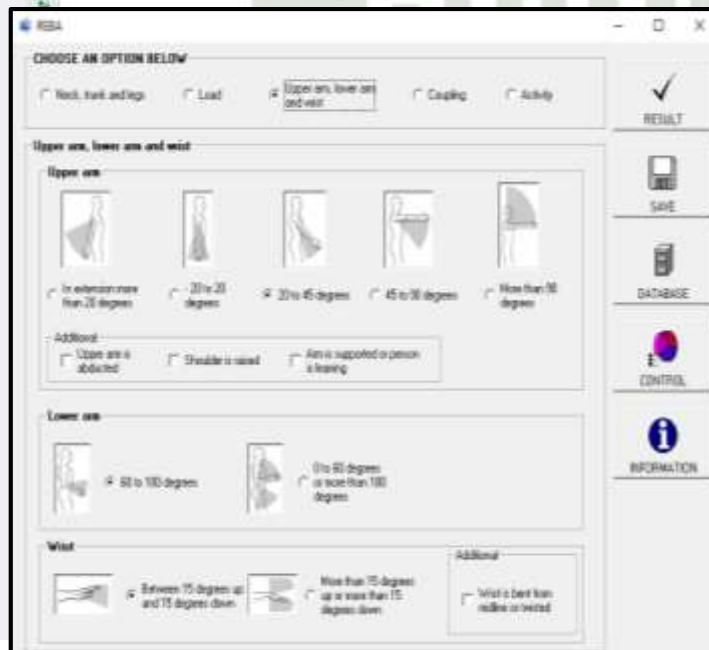 REBA
CHOOSE AN OPTION BELOW
Neck, trunk and legs
Load
Upper arm, lower arm
and wrist
Coupling
Activity
RESULT
Upper arm, lower arm and wrist
Upper arm
SAVE
In extension more
than 20 degrees
- 20 to 20
degrees
20 to 45 degrees
45 to 90 degrees
More than 90
degrees
DATABASE
Additional
Upper arm is
abducted
Shoulder is raised
Arm is supported or person
is leaning
CONTROL
Lower arm
60 to 100 degrees
0 to 60 degrees
or more than 100
degrees
INFORMATION
Wrist
Between 15 degrees up
and 15 degrees down
More than 15 degrees
up or more than 15
degrees down
Additional
Wrist is bent from
midline or twisted